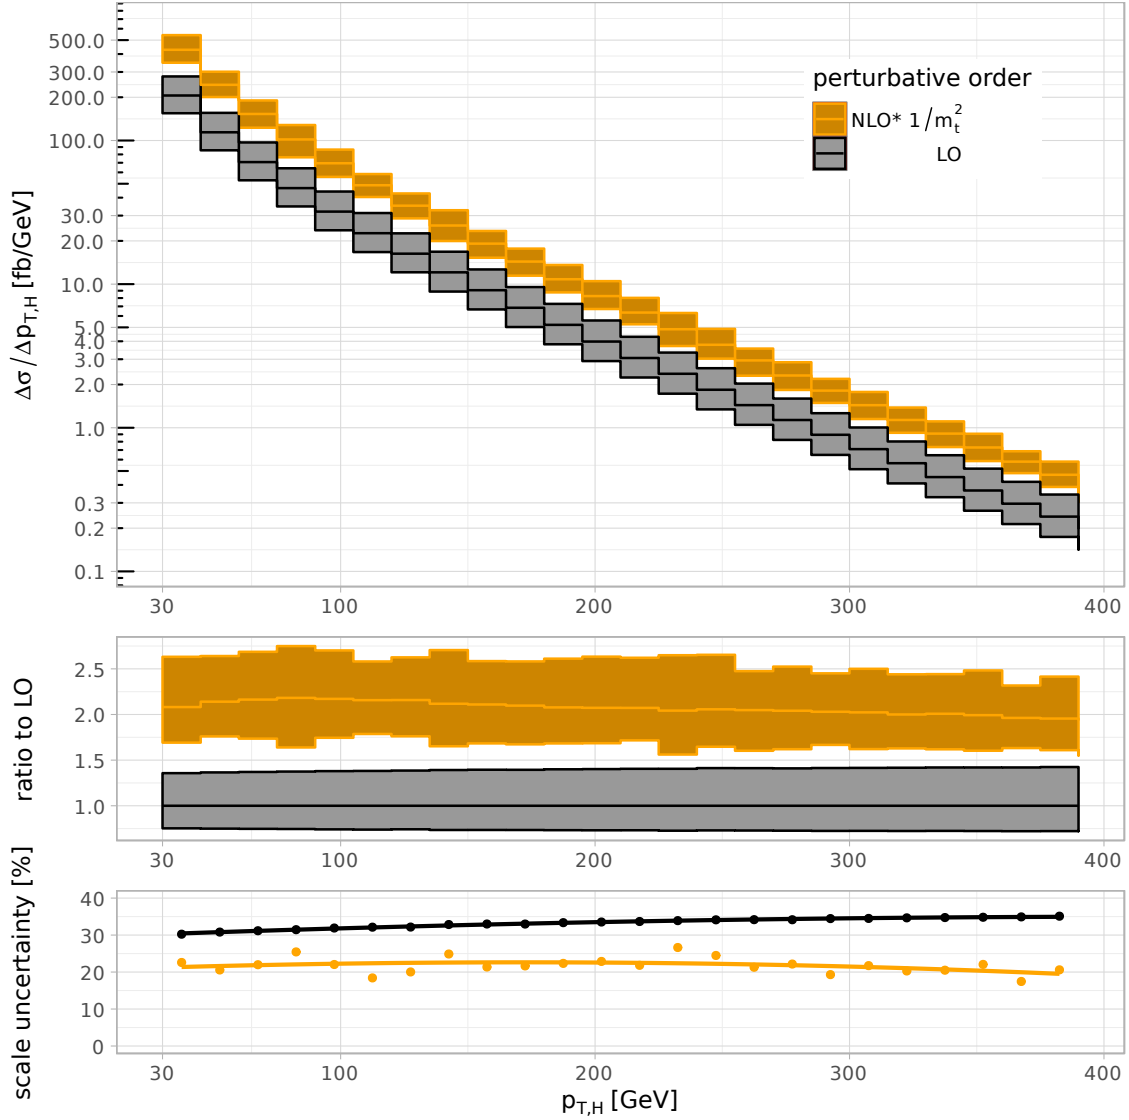 500.0
300.0
200.0
100.0
30.0
20.0
10.0
5.0
4.0
3.0
2.0
1.0
0.3
0.2
0.1
Δσ/Δp_T,H [fb/GeV]
perturbative order
NLO* 1/m_t^2
LO
30 100 200 300 400
2.5
2.0
1.5
1.0
ratio to LO
30 100 200 300 400
40
30
20
10
0
scale uncertainty [%]
30 100 200 300 400
p_T,H [GeV]